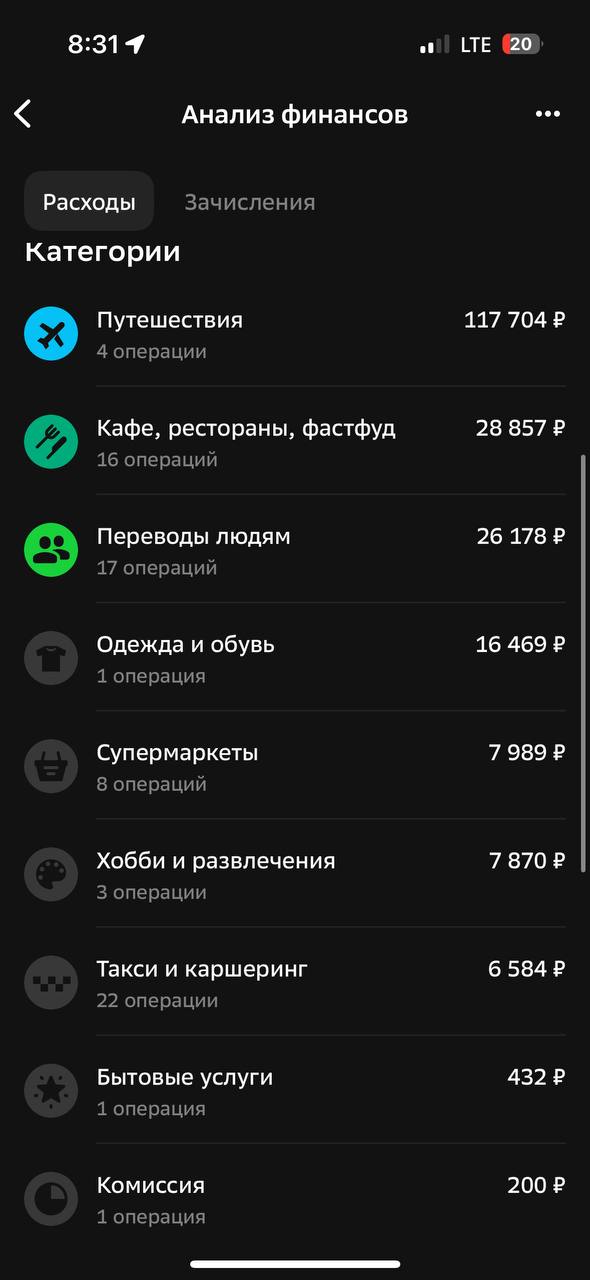 8:31
LTE
20
Анализ финансов
Расходы
Зачисления
Категории
Путешествия
117 704 ₽
4 операции
Кафе, рестораны, фастфуд
28 857 ₽
16 операций
Переводы людям
26 178 ₽
17 операций
Одежда и обувь
16 469 ₽
1 операция
Супермаркеты
7 989 ₽
8 операций
Хобби и развлечения
7 870 ₽
3 операции
Такси и каршеринг
6 584 ₽
22 операции
Бытовые услуги
432 ₽
1 операция
Комиссия
200 ₽
1 операция